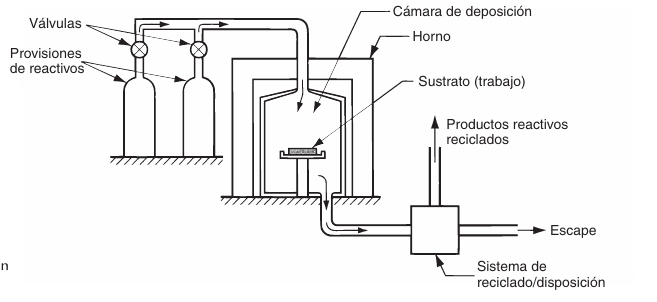 Válvulas
Cámara de deposición
Horno
Provisiones
de reactivos
Sustrato (trabajo)
Productos reactivos
reciclados
Escape
n
Sistema de
reciclado/disposición